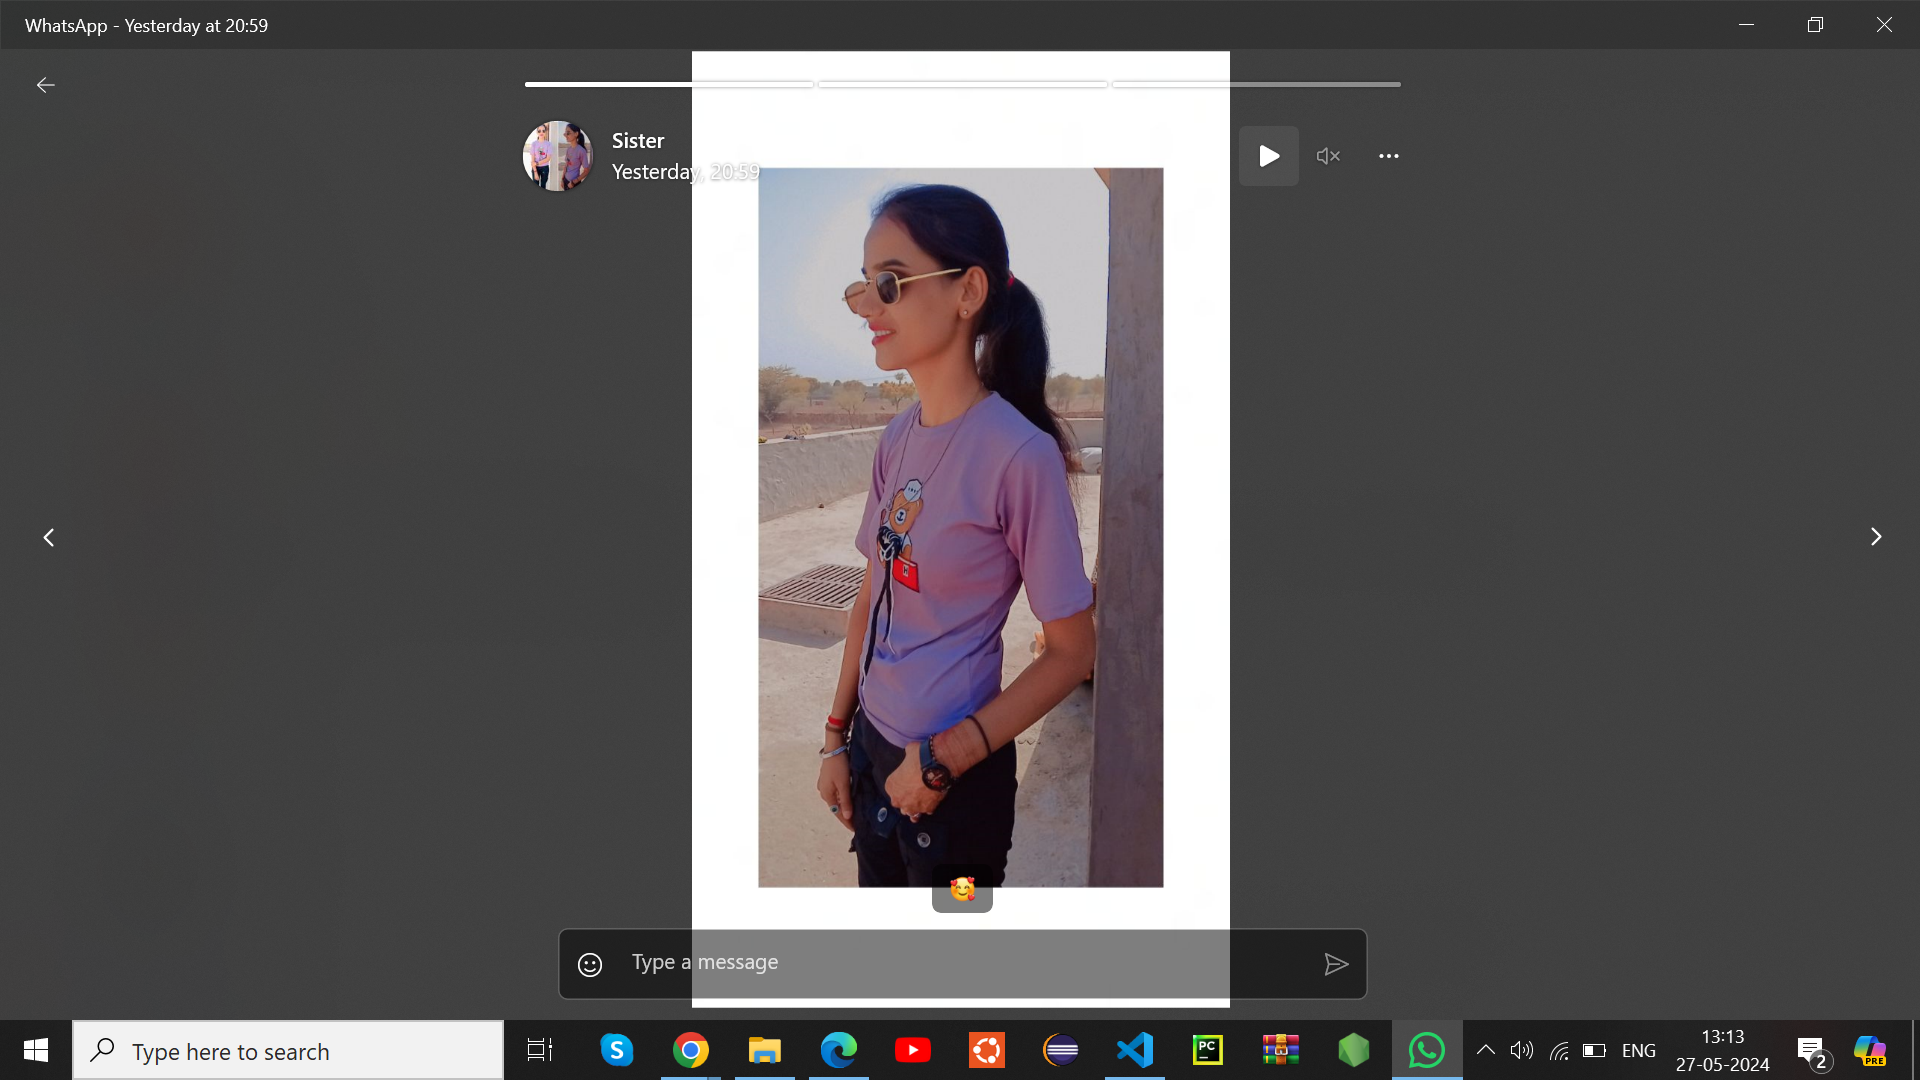 WhatsApp - Yesterday at 20:59
Sister
Yesterday, 20:59
Type a message
Type here to search
S
PC
PRE
ENG
13:13
27-05-2024
2